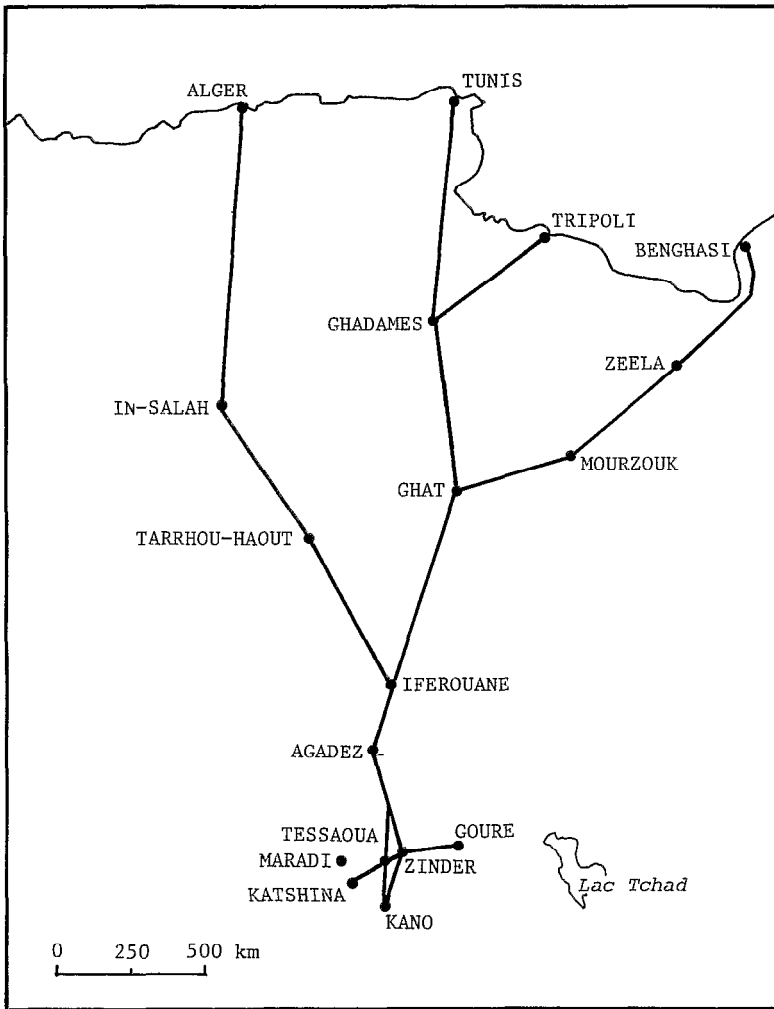 ALGER
TUNIS
TRIPOLI
BENGHASI
GHADAMES
ZEELA
IN-SALAH
MOURZOUK
GHAT
TARRHOU-HAOUT
IFEROUANE
AGADEZ
TESSAOUA
GOURE
MARADI
ZINDER
KATSHINA
Lac Tchad
KANO
0 250 500 km